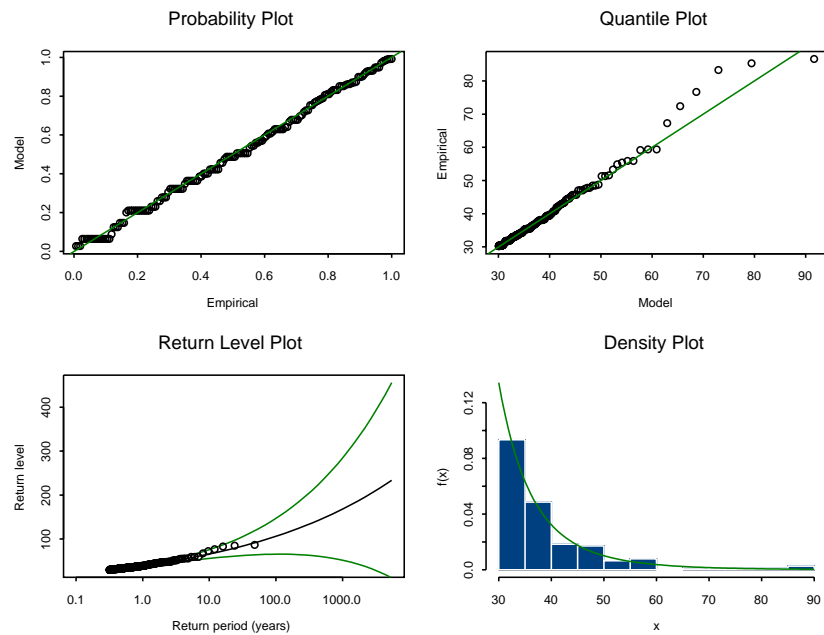 Probability Plot
Model
0.0 0.2 0.4 0.6 0.8 1.0
0.0 0.2 0.4 0.6 0.8 1.0
Empirical
Quantile Plot
Empirical
30 40 50 60 70 80
30 40 50 60 70 80 90
Model
Return Level Plot
Return level
100 200 300 400
0.1 1.0 10.0 100.0 1000.0
Return period (years)
Density Plot
f(x)
0.0 0.04 0.08 0.12
30 40 50 60 70 80 90
x